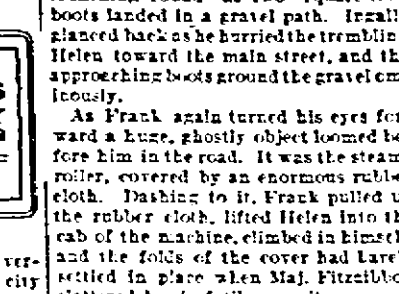 boots landed in a gravel path. Ingall
glanced back as he hurried the tremblin
Helen toward the main street, and th
approaching boots ground the gravel om
inously.
As Frank again turned his eyes for
ward a huge, ghostly object loomed be
fore him in the road. It was the steam
roller, covered by an enormous rubbe
cloth. Dashing to it, Frank pulled u
the rubber cloth, lifted Helen into th
cab of the machine, climbed in himsel
and the folds of the cover had barel
settled in place when Maj. Fitzgibbo
ver-
city